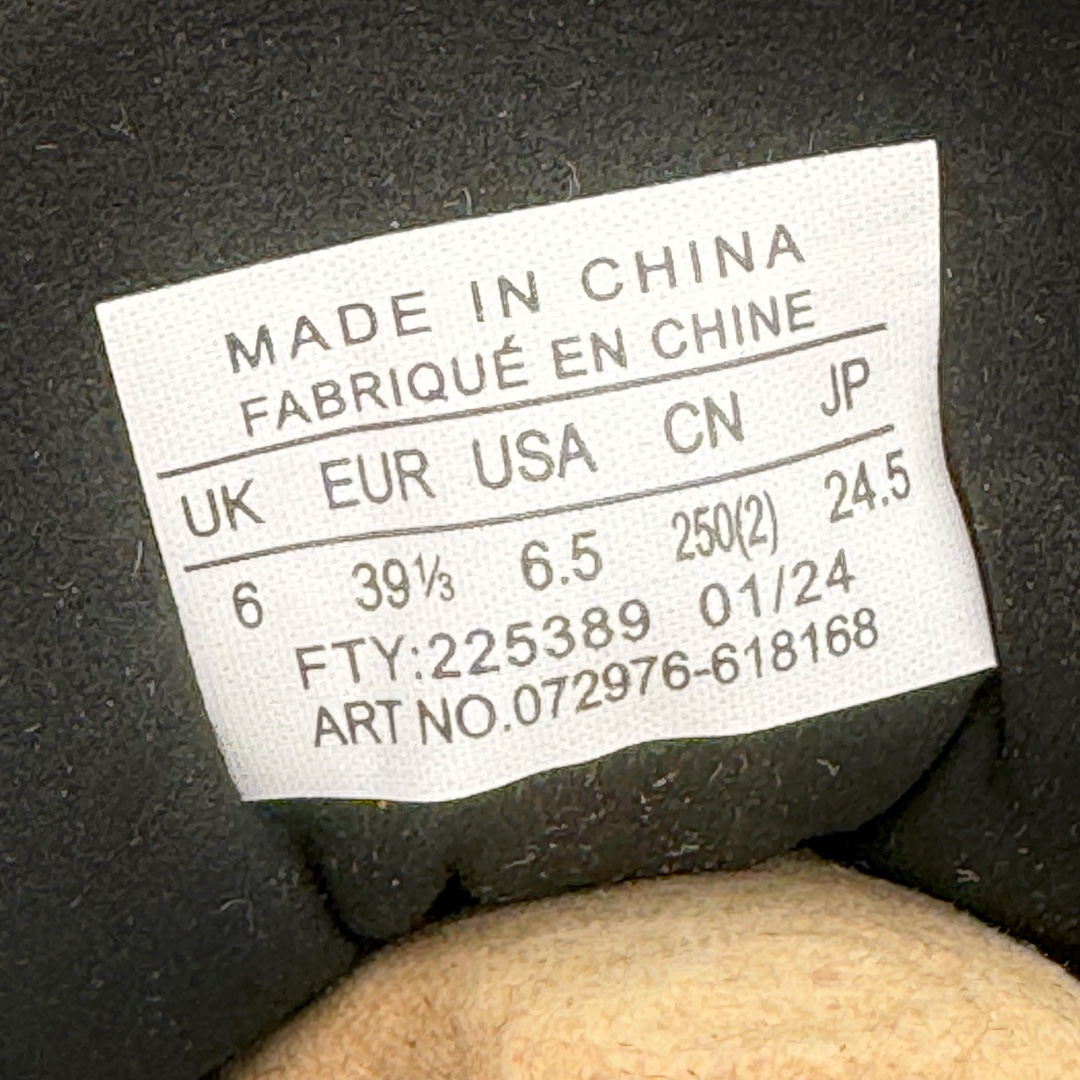 MADE IN CHINA
FABRIQUÉ EN CHINE
UK EUR USA CN JP
6 39⅓ 6.5 250(2) 24.5
FTY:225389 01/24
ART NO.072976-618168